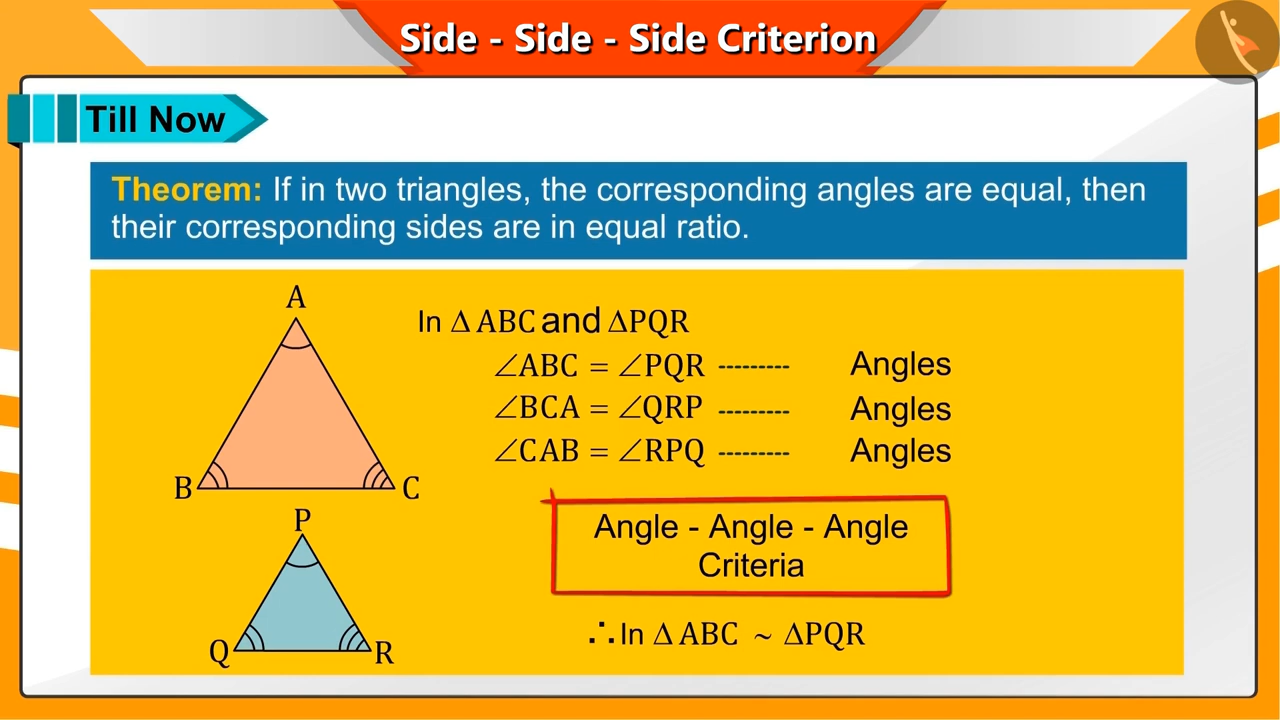 Side - Side - Side Criterion
Till Now
Theorem: If in two triangles, the corresponding angles are equal, then
their corresponding sides are in equal ratio.
A
B
C
P
Q
R
In Δ ABC and ΔPQR
∠ABC = ∠PQR --------- Angles
∠BCA = ∠QRP --------- Angles
∠CAB = ∠RPQ --------- Angles
Angle - Angle - Angle
Criteria
∴ In Δ ABC ~ ΔPQR